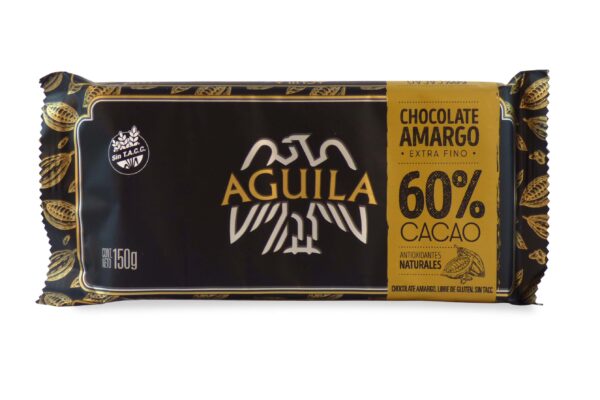 Sin T.A.C.C.
AGUILA
CONT.
NETO 150g
CHOCOLATE
AMARGO
• EXTRA FINO •
60%
CACAO
ANTIOXIDANTES
NATURALES
CHOCOLATE AMARGO, LIBRE DE GLUTEN, SIN TACC